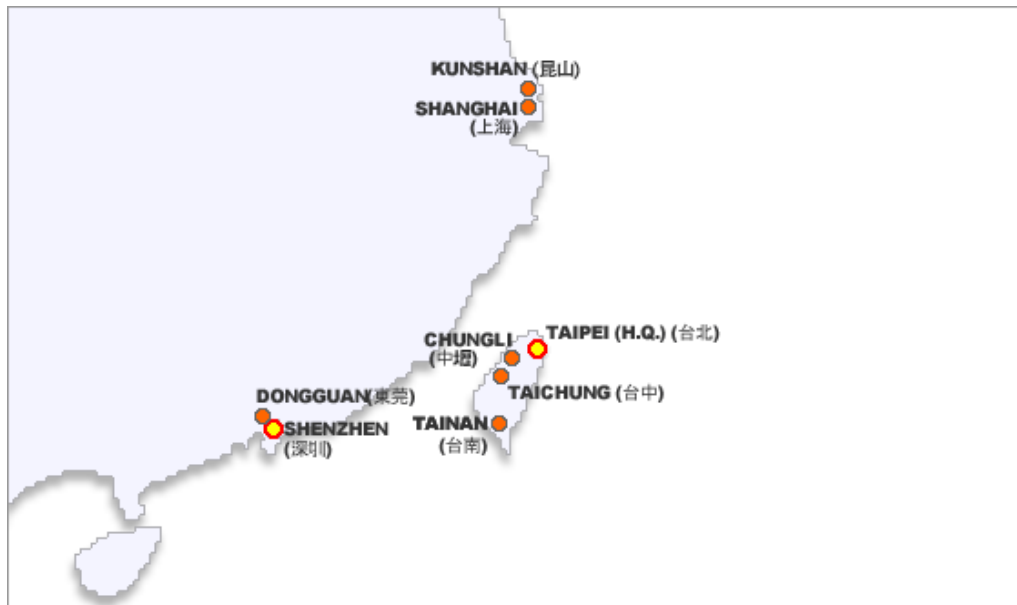 KUNSHAN (昆山)
SHANGHAI
(上海)
TAIPEI (H.Q.) (台北)
CHUNGLI
(中壢)
TAICHUNG (台中)
DONGGUAN(東莞)
TAINAN
(台南)
SHENZHEN
(深圳)